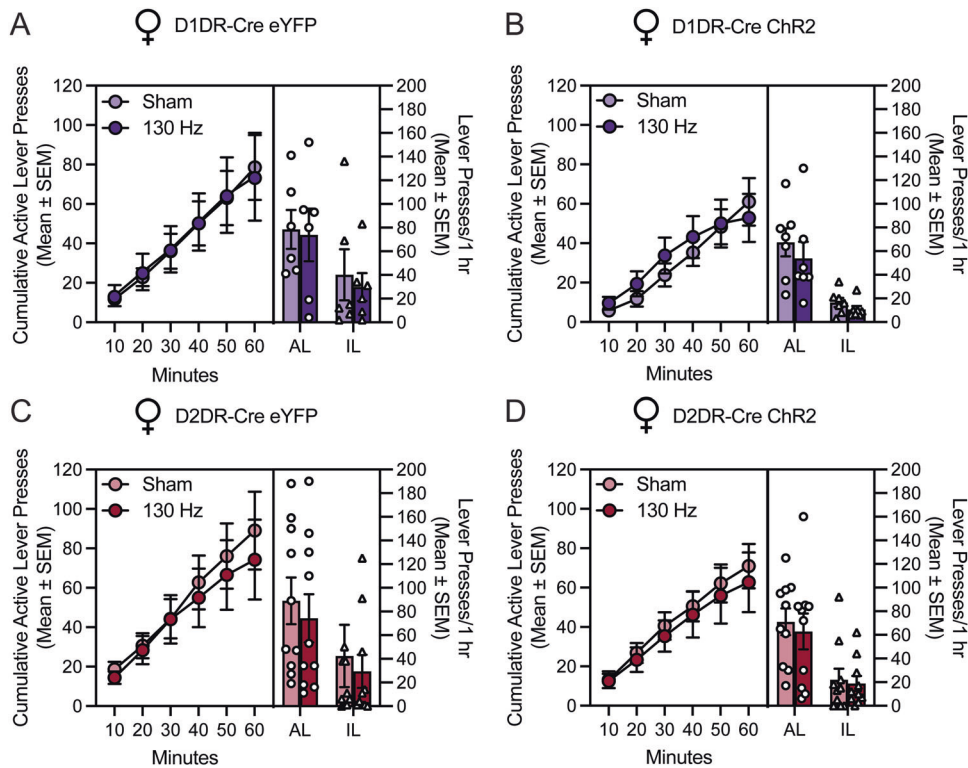 A
♀ D1DR-Cre eYFP
Cumulative Active Lever Presses
(Mean ± SEM)
120
100
80
60
40
20
0
Sham
130 Hz
10 20 30 40 50 60
Minutes
AL IL
200
180
160
140
120
100
80
60
40
20
0
Lever Presses/1 hr
(Mean ± SEM)
B
♀ D1DR-Cre ChR2
Cumulative Active Lever Presses
(Mean ± SEM)
120
100
80
60
40
20
0
Sham
130 Hz
10 20 30 40 50 60
Minutes
AL IL
200
180
160
140
120
100
80
60
40
20
0
Lever Presses/1 hr
(Mean ± SEM)
C
♀ D2DR-Cre eYFP
Cumulative Active Lever Presses
(Mean ± SEM)
120
100
80
60
40
20
0
Sham
130 Hz
10 20 30 40 50 60
Minutes
AL IL
200
180
160
140
120
100
80
60
40
20
0
Lever Presses/1 hr
(Mean ± SEM)
D
♀ D2DR-Cre ChR2
Cumulative Active Lever Presses
(Mean ± SEM)
120
100
80
60
40
20
0
Sham
130 Hz
10 20 30 40 50 60
Minutes
AL IL
200
180
160
140
120
100
80
60
40
20
0
Lever Presses/1 hr
(Mean ± SEM)